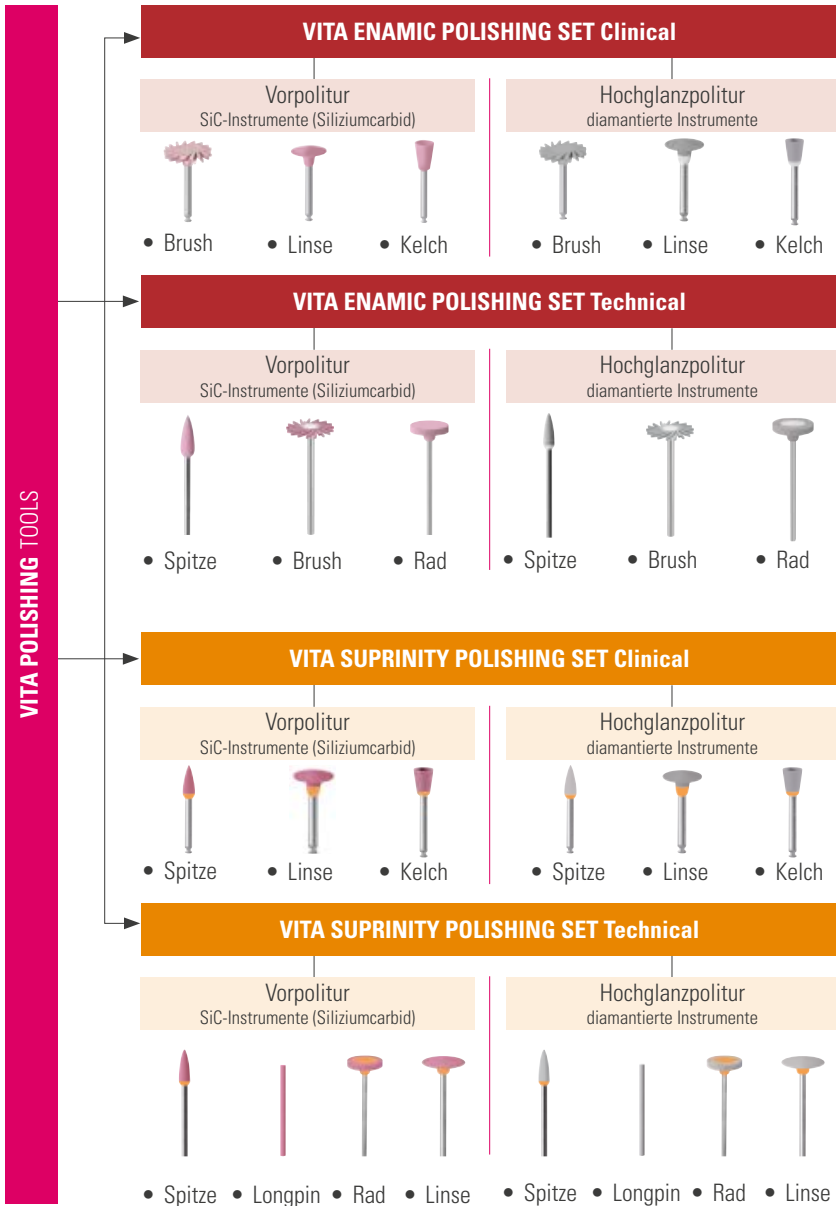 VITA POLISHING TOOLS
VITA ENAMIC POLISHING SET Clinical
Vorpolitur
SiC-Instrumente (Siliziumcarbid)
• Brush • Linse • Kelch
Hochglanzpolitur
diamantierte Instrumente
• Brush • Linse • Kelch
VITA ENAMIC POLISHING SET Technical
Vorpolitur
SiC-Instrumente (Siliziumcarbid)
• Spitze • Brush • Rad
Hochglanzpolitur
diamantierte Instrumente
• Spitze • Brush • Rad
VITA SUPRINITY POLISHING SET Clinical
Vorpolitur
SiC-Instrumente (Siliziumcarbid)
• Spitze • Linse • Kelch
Hochglanzpolitur
diamantierte Instrumente
• Spitze • Linse • Kelch
VITA SUPRINITY POLISHING SET Technical
Vorpolitur
SiC-Instrumente (Siliziumcarbid)
• Spitze • Longpin • Rad • Linse
Hochglanzpolitur
diamantierte Instrumente
• Spitze • Longpin • Rad • Linse